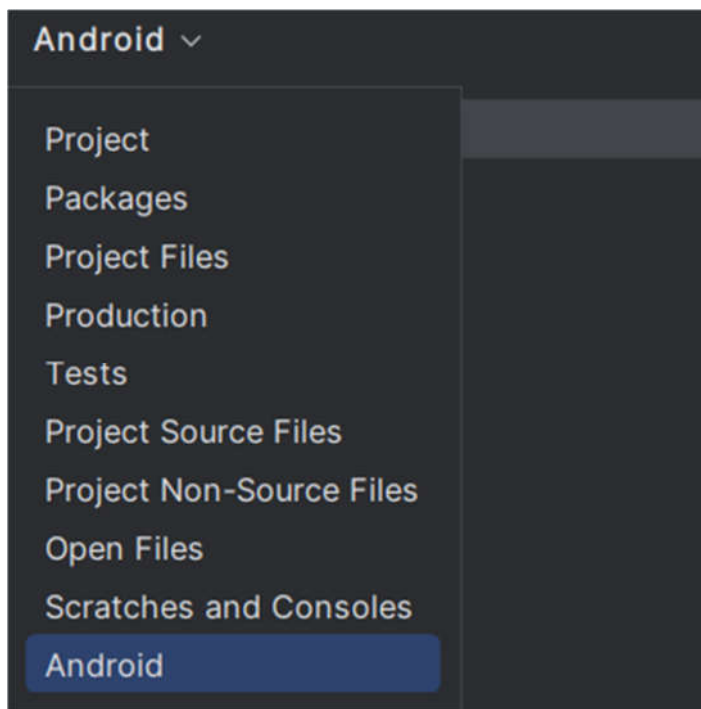 Android
Project
Packages
Project Files
Production
Tests
Project Source Files
Project Non-Source Files
Open Files
Scratches and Consoles
Android